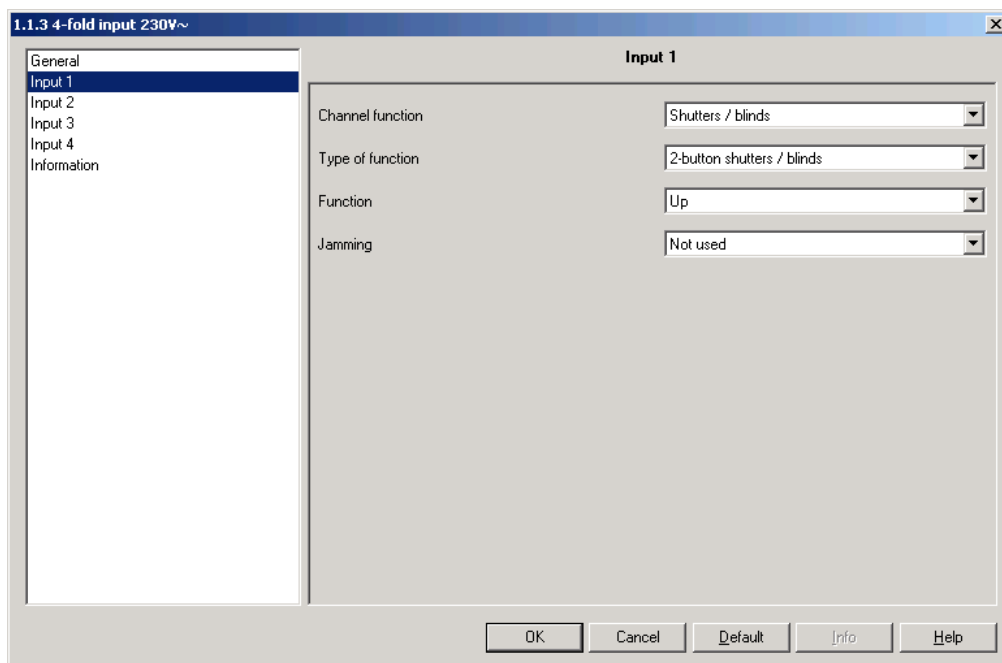 1.1.3 4-fold input 230V~
General
Input 1
Input 2
Input 3
Input 4
Information
Input 1
Channel function
Shutters / blinds
Type of function
2-button shutters / blinds
Function
Up
Jamming
Not used
OK
Cancel
Default
Info
Help